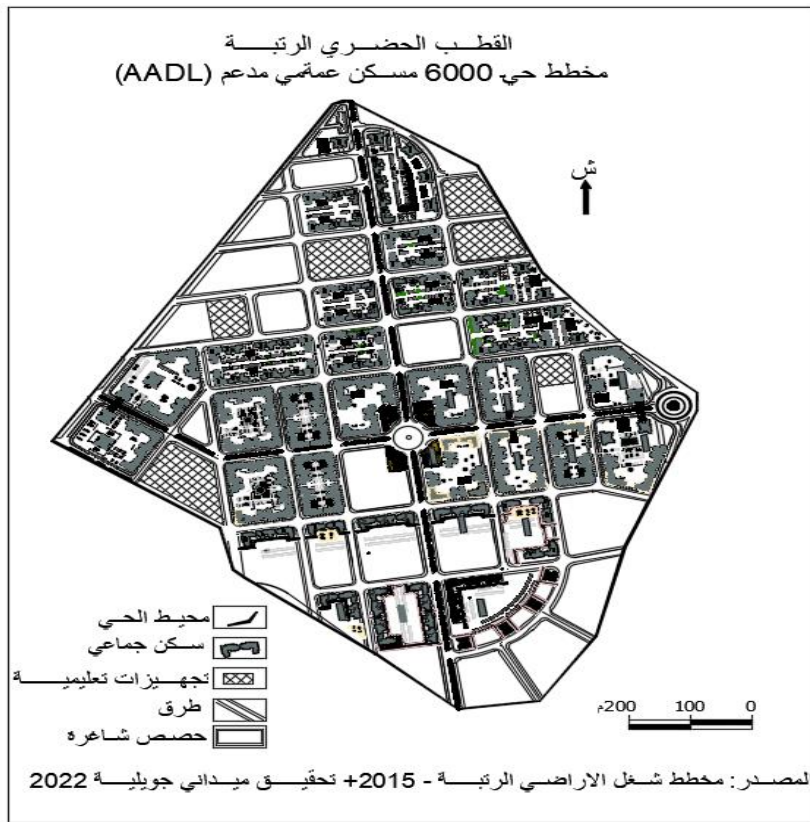 القطب الحضري الرتبة
مخطط حي 6000 مسكن عمومي مدعم (AADL)
ش
محيط الحي
سكن جماعي
تجهيزات تعليمية
طرق
حصص شاغرة
200م 100 0
المصدر: مخطط شغل الاراضي الرتبة - 2015+ تحقيق ميداني جويلية 2022